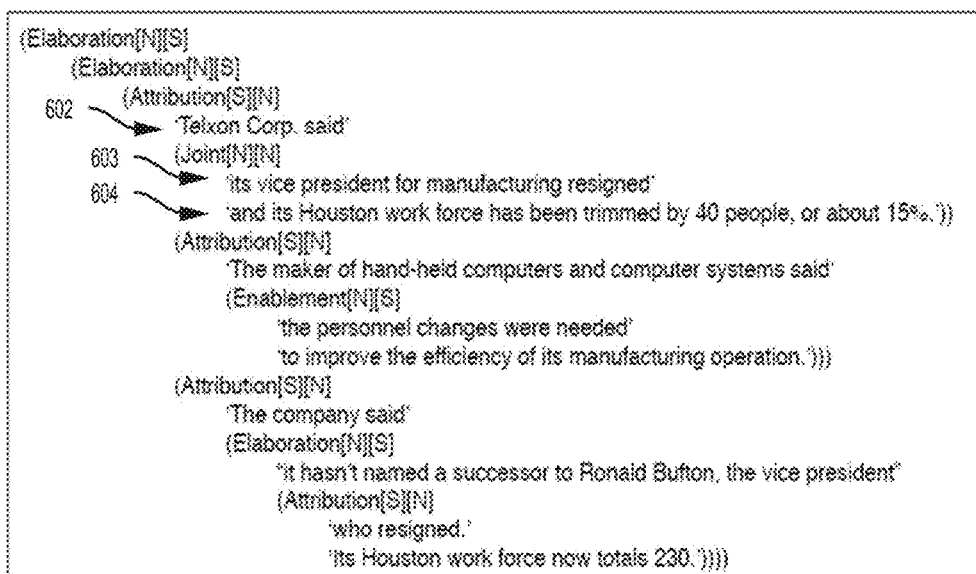 (Elaboration[N][S]
(Elaboration[N][S]
(Attribution[S][N]
602
'Telxon Corp. said'
603
(Joint[N][N]
'its vice president for manufacturing resigned'
604
'and its Houston work force has been trimmed by 40 people, or about 15%.'))
(Attribution[S][N]
'The maker of hand-held computers and computer systems said'
(Enablement[N][S]
'the personnel changes were needed'
'to improve the efficiency of its manufacturing operation.')))
(Attribution[S][N]
'The company said'
(Elaboration[N][S]
"it hasn't named a successor to Ronald Bufton, the vice president"
(Attribution[S][N]
'who resigned.'
'Its Houston work force now totals 230.'))))